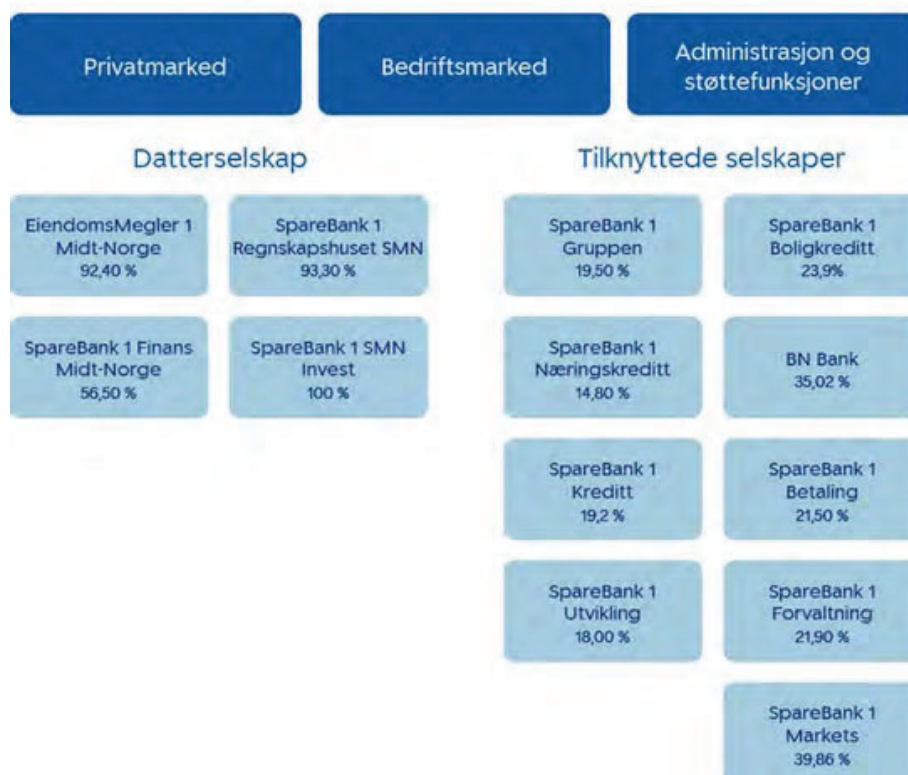 Privatmarked
Bedriftsmarked
Administrasjon og
støttefunksjoner
Datterselskap
Tilknyttede selskaper
EiendomsMegler 1
Midt-Norge
92,40 %
SpareBank 1
Regnskapshuset SMN
93,30 %
SpareBank 1 Finans
Midt-Norge
56,50 %
SpareBank 1 SMN
Invest
100 %
SpareBank 1
Gruppen
19,50 %
SpareBank 1
Boligkreditt
23,9%
SpareBank 1
Næringskreditt
14,80 %
BN Bank
35,02 %
SpareBank 1
Kreditt
19,2 %
SpareBank 1
Betaling
21,50 %
SpareBank 1
Utvikling
18,00 %
SpareBank 1
Forvaltning
21,90 %
SpareBank 1
Markets
39,86 %